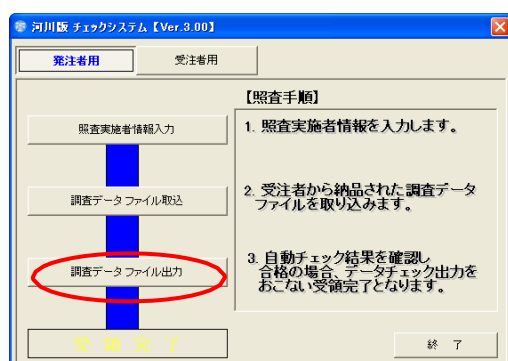 河川版 チェックシステム【Ver.3.00】
発注者用
受注者用
【照査手順】
照査実施者情報入力
1. 照査実施者情報を入力します。
調査データファイル取込
2. 受注者から納品された調査データ
ファイルを取り込みます。
調査データファイル出力
3. 自動チェック結果を確認し
合格の場合、データチェック出力を
おこない受領完了となります。
受 領 完 了
終 了